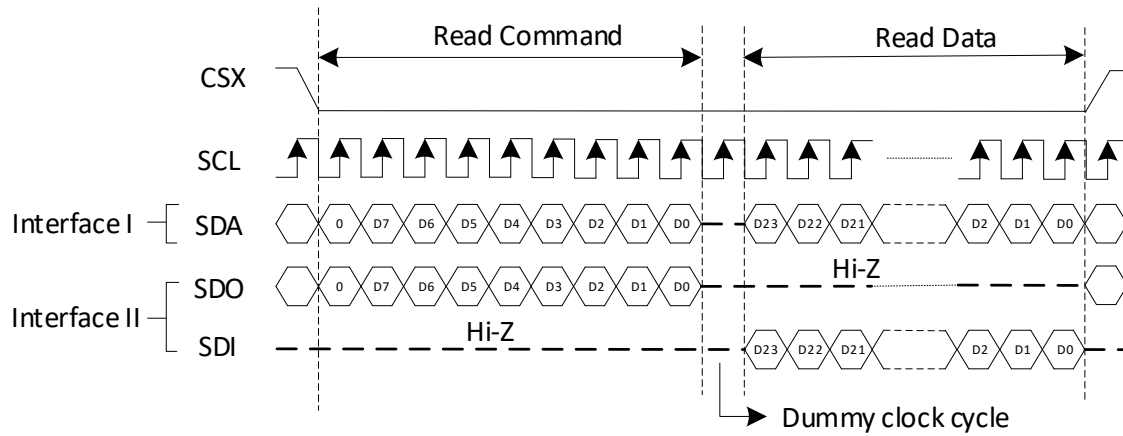 Read Command Read Data
CSX
SCL
Interface I SDA 0 D7 D6 D5 D4 D3 D2 D1 D0 D23 D22 D21 D2 D1 D0
Hi-Z
SDO 0 D7 D6 D5 D4 D3 D2 D1 D0
Interface II
Hi-Z
SDI D23 D22 D21 D2 D1 D0
Dummy clock cycle